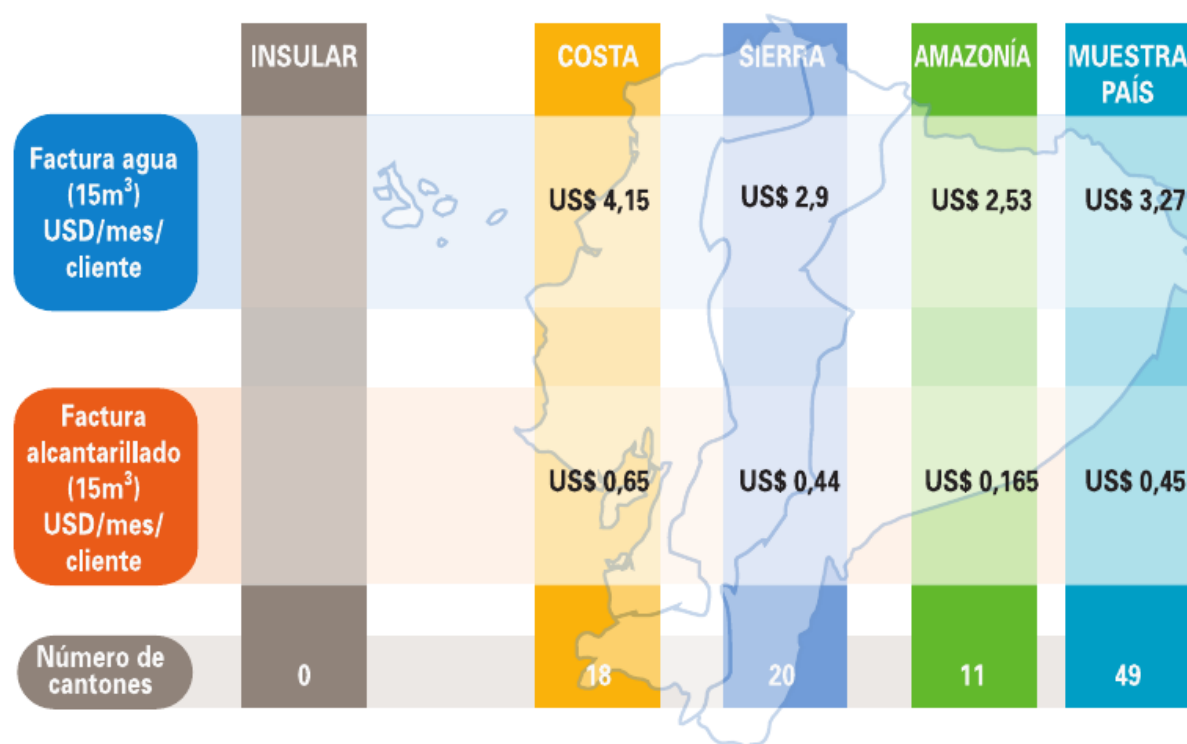 INSULAR
COSTA
SIERRA
AMAZONÍA
MUESTRA
PAÍS
Factura agua
(15m³)
USD/mes/
cliente
US$ 4,15
US$ 2,9
US$ 2,53
US$ 3,27
Factura
alcantarillado
(15m³)
USD/mes/
cliente
US$ 0,65
US$ 0,44
US$ 0,165
US$ 0,45
Número de
cantones
0
18
20
11
49